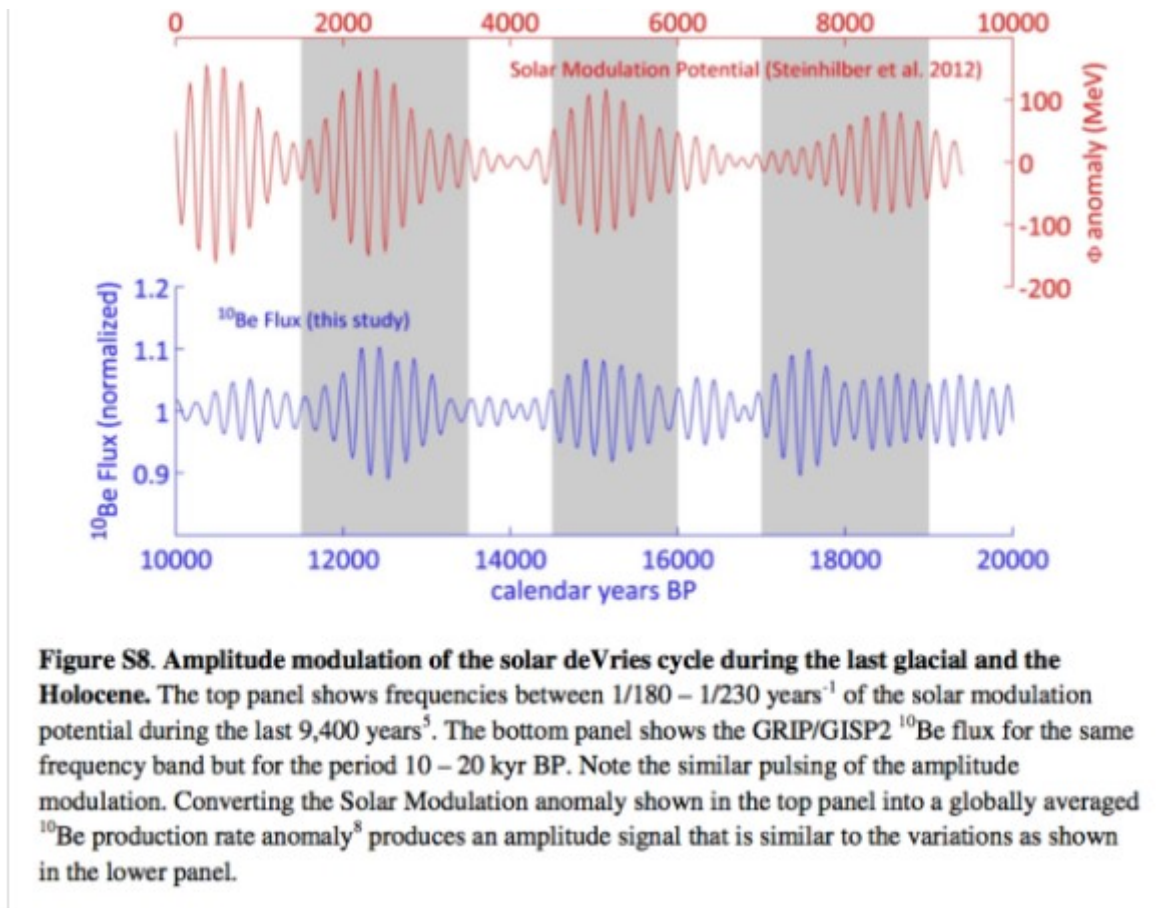 0 2000 4000 6000 8000 10000
Solar Modulation Potential (Steinhilber et al. 2012)
100
0
-100
-200
Φ anomaly (MeV)
1.2
1.1
1
0.9
¹⁰Be Flux (normalized)
¹⁰Be Flux (this study)
10000 12000 14000 16000 18000 20000
calendar years BP
Figure S8. Amplitude modulation of the solar deVries cycle during the last glacial and the
Holocene. The top panel shows frequencies between 1/180 – 1/230 years⁻¹ of the solar modulation
potential during the last 9,400 years⁵. The bottom panel shows the GRIP/GISP2 ¹⁰Be flux for the same
frequency band but for the period 10 – 20 kyr BP. Note the similar pulsing of the amplitude
modulation. Converting the Solar Modulation anomaly shown in the top panel into a globally averaged
¹⁰Be production rate anomaly⁸ produces an amplitude signal that is similar to the variations as shown
in the lower panel.